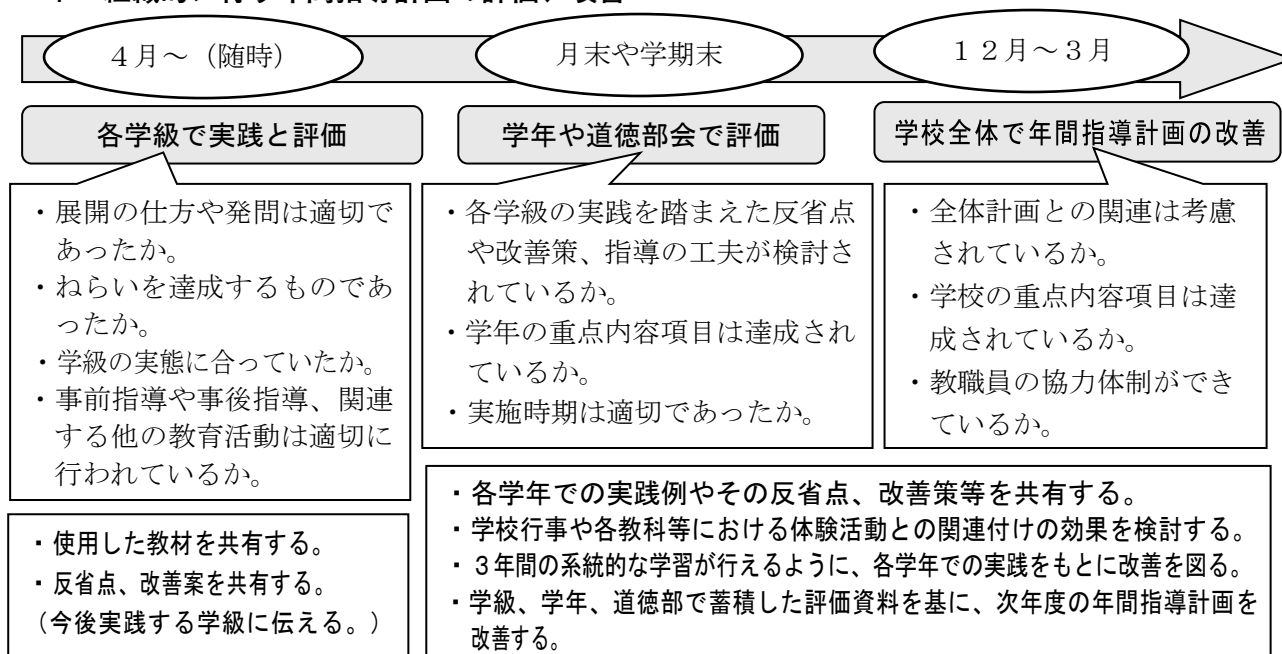 ４月～（随時）
月末や学期末
１２月～３月
各学級で実践と評価
学年や道徳部会で評価
学校全体で年間指導計画の改善
・展開の仕方や発問は適切で
あったか。
・ねらいを達成するものであ
ったか。
・学級の実態に合っていたか。
・事前指導や事後指導、関連
する他の教育活動は適切に
行われているか。
・各学級の実践を踏まえた反省点
や改善策、指導の工夫が検討さ
れているか。
・学年の重点内容項目は達成され
ているか。
・実施時期は適切であったか。
・全体計画との関連は考慮
されているか。
・学校の重点内容項目は達
成されているか。
・教職員の協力体制ができ
ているか。
・使用した教材を共有する。
・反省点、改善案を共有する。
（今後実践する学級に伝える。）
・各学年での実践例やその反省点、改善策等を共有する。
・学校行事や各教科等における体験活動との関連付けの効果を検討する。
・３年間の系統的な学習が行えるように、各学年での実践をもとに改善を図る。
・学級、学年、道徳部で蓄積した評価資料を基に、次年度の年間指導計画を
改善する。